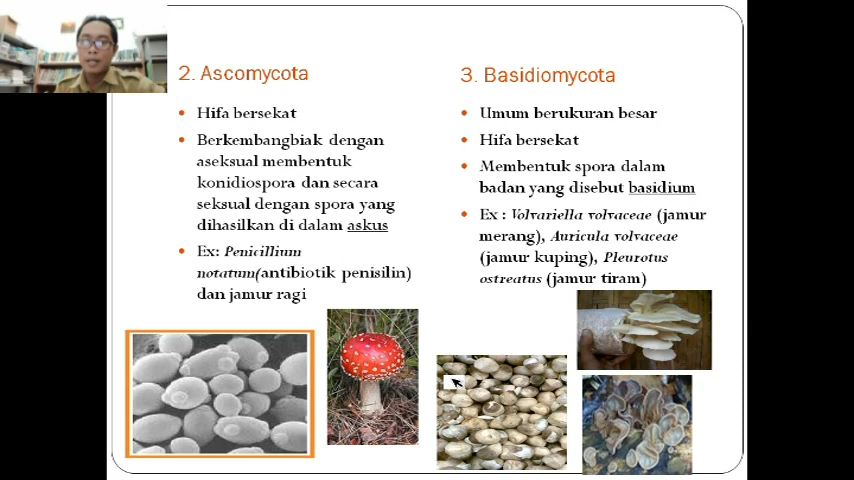 2. Ascomycota
Hifa bersekat
Berkembangbiak dengan
aseksual membentuk
konidiospora dan secara
seksual dengan spora yang
dihasilkan di dalam askus
Ex: Penicillium
notatum(antibiotik penisilin)
dan jamur ragi
3. Basidiomycota
Umum berukuran besar
Hifa bersekat
Membentuk spora dalam
badan yang disebut basidium
Ex : Volvariella volvaceae (jamur
merang), Auricula volvaceae
(jamur kuping), Pleurotus
ostreatus (jamur tiram)